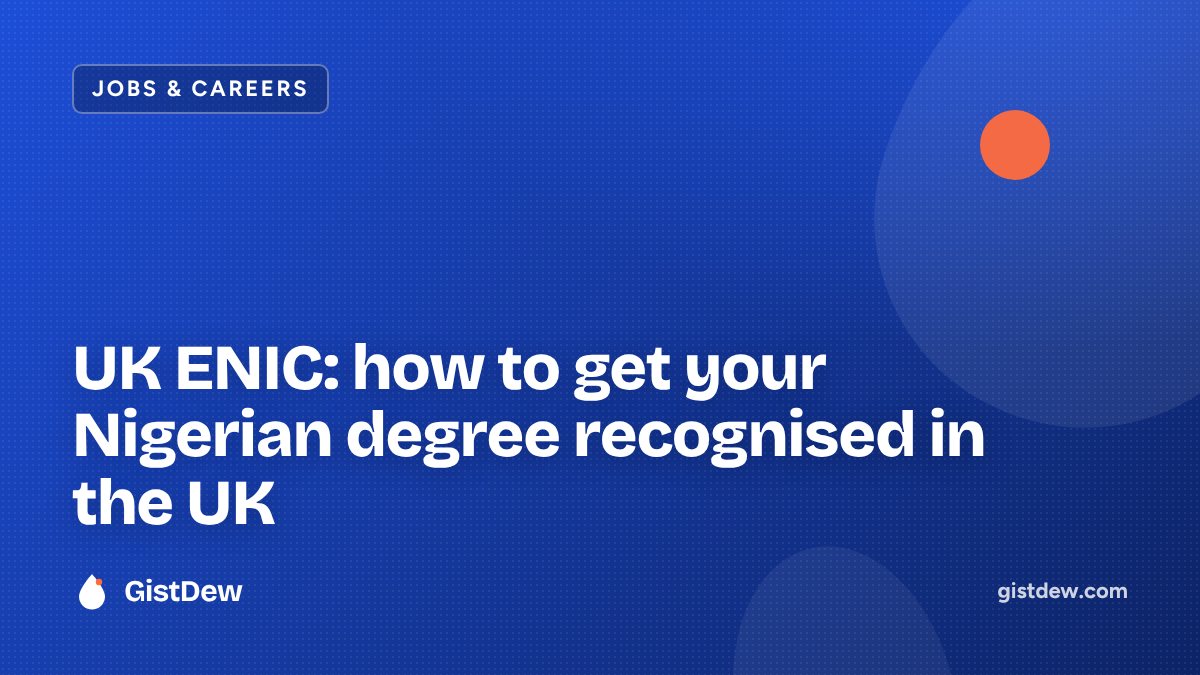 JOBS & CAREERS
UK ENIC: how to get your
Nigerian degree recognised in
the UK
GistDew
gistdew.com